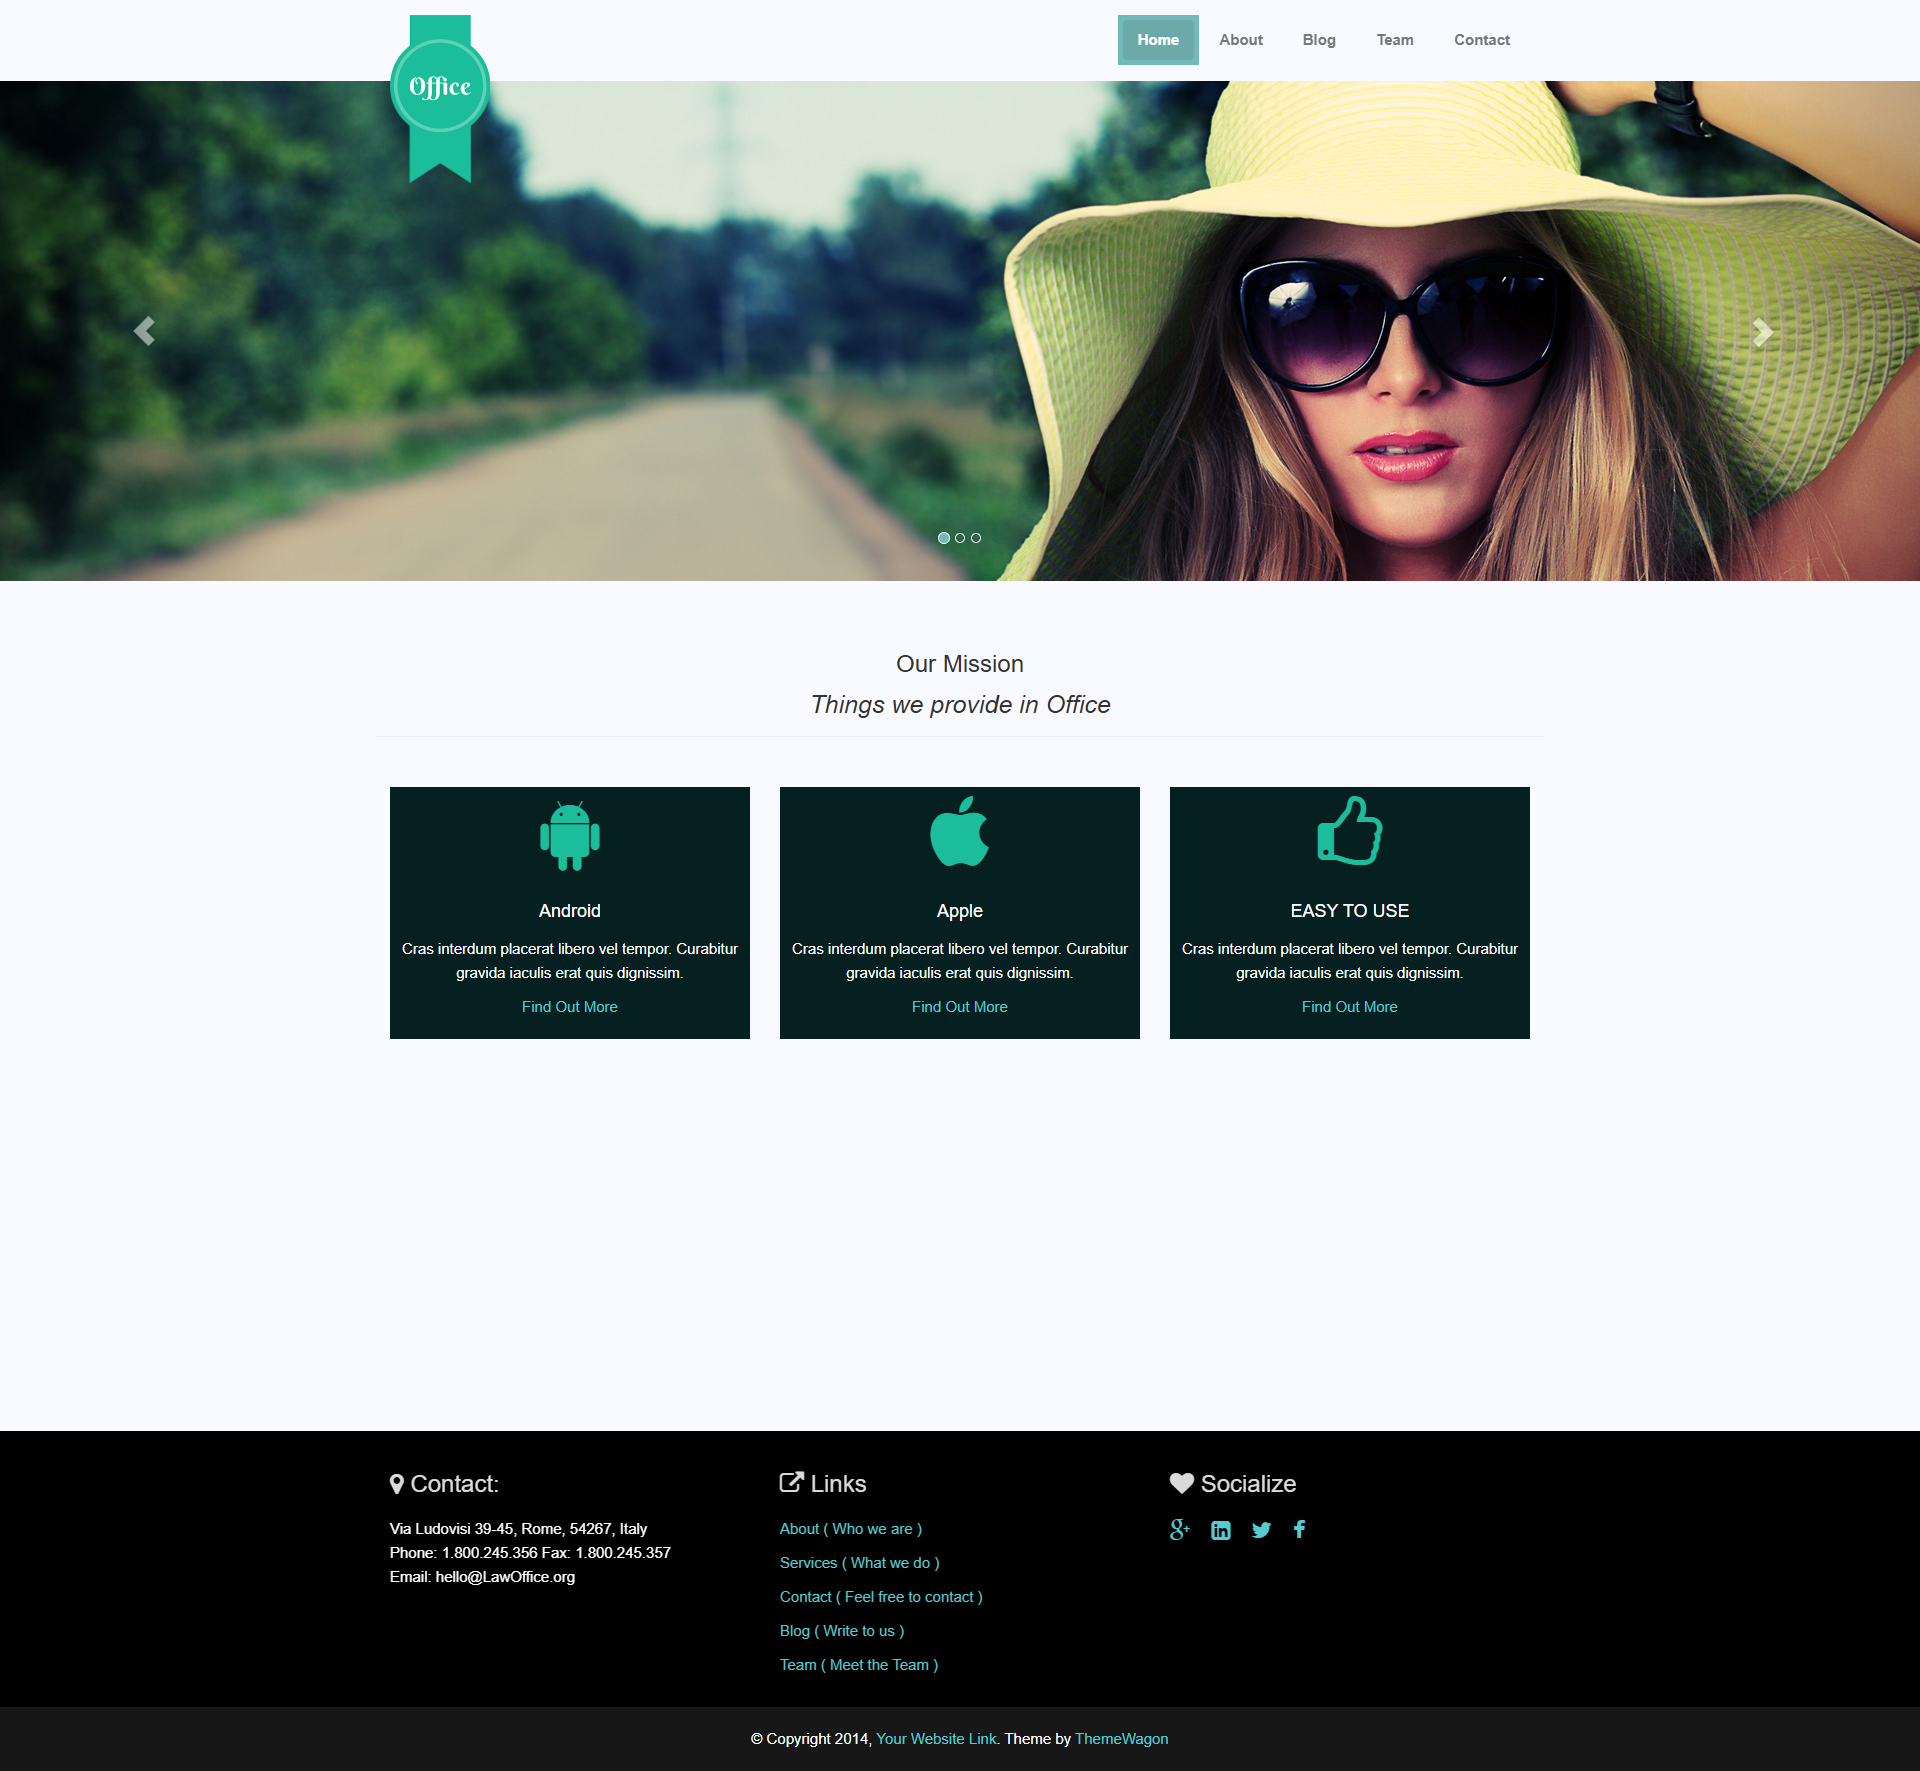 Office
Home About Blog Team Contact
Our Mission
Things we provide in Office
Android
Cras interdum placerat libero vel tempor. Curabitur
gravida iaculis erat quis dignissim.
Find Out More
Apple
Cras interdum placerat libero vel tempor. Curabitur
gravida iaculis erat quis dignissim.
Find Out More
EASY TO USE
Cras interdum placerat libero vel tempor. Curabitur
gravida iaculis erat quis dignissim.
Find Out More
Contact:
Via Ludovisi 39-45, Rome, 54267, Italy
Phone: 1.800.245.356 Fax: 1.800.245.357
Email: hello@LawOffice.org
Links
About ( Who we are )
Services ( What we do )
Contact ( Feel free to contact )
Blog ( Write to us )
Team ( Meet the Team )
Socialize
© Copyright 2014, Your Website Link. Theme by ThemeWagon